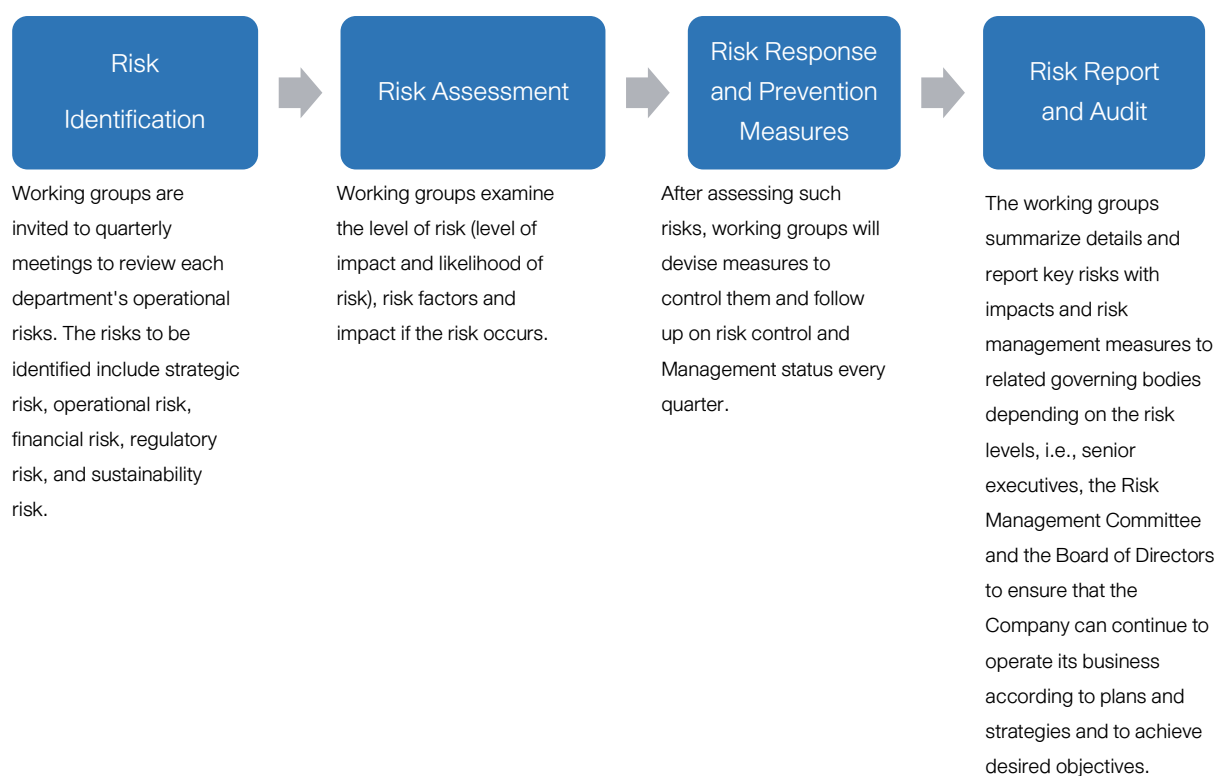 Risk
Identification
Working groups are
invited to quarterly
meetings to review each
department's operational
risks. The risks to be
identified include strategic
risk, operational risk,
financial risk, regulatory
risk, and sustainability
risk.
Risk Assessment
Working groups examine
the level of risk (level of
impact and likelihood of
risk), risk factors and
impact if the risk occurs.
Risk Response
and Prevention
Measures
After assessing such
risks, working groups will
devise measures to
control them and follow
up on risk control and
Management status every
quarter.
Risk Report
and Audit
The working groups
summarize details and
report key risks with
impacts and risk
management measures to
related governing bodies
depending on the risk
levels, i.e., senior
executives, the Risk
Management Committee
and the Board of Directors
to ensure that the
Company can continue to
operate its business
according to plans and
strategies and to achieve
desired objectives.